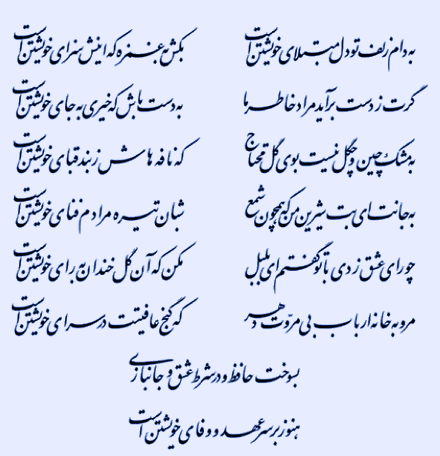 به دام زلف تو دل مبتلای خویشتن است بکش به غمزه که اینش سزای خویشتن است
گرت ز دست برآید مراد خاطر ما به دست باش که خیری به جای خویشتن است
به مشک چین و چگل نیست بوی گل محتاج که نافه هاش ز بند قبای خویشتن است
به جانت ای بت شیرین من که همچون شمع شبان تیره مرادم فنای خویشتن است
چو رای عشق زدی با تو گفتم ای بلبل مکن که آن گل خندان به رای خویشتن است
مرو به خانه ارباب بی مروّت دهر که گنج عافیتت در سرای خویشتن است
بسوخت حافظ و در شرط عشق و جانبازی
هنوز بر سر عهد و وفای خویشتن است